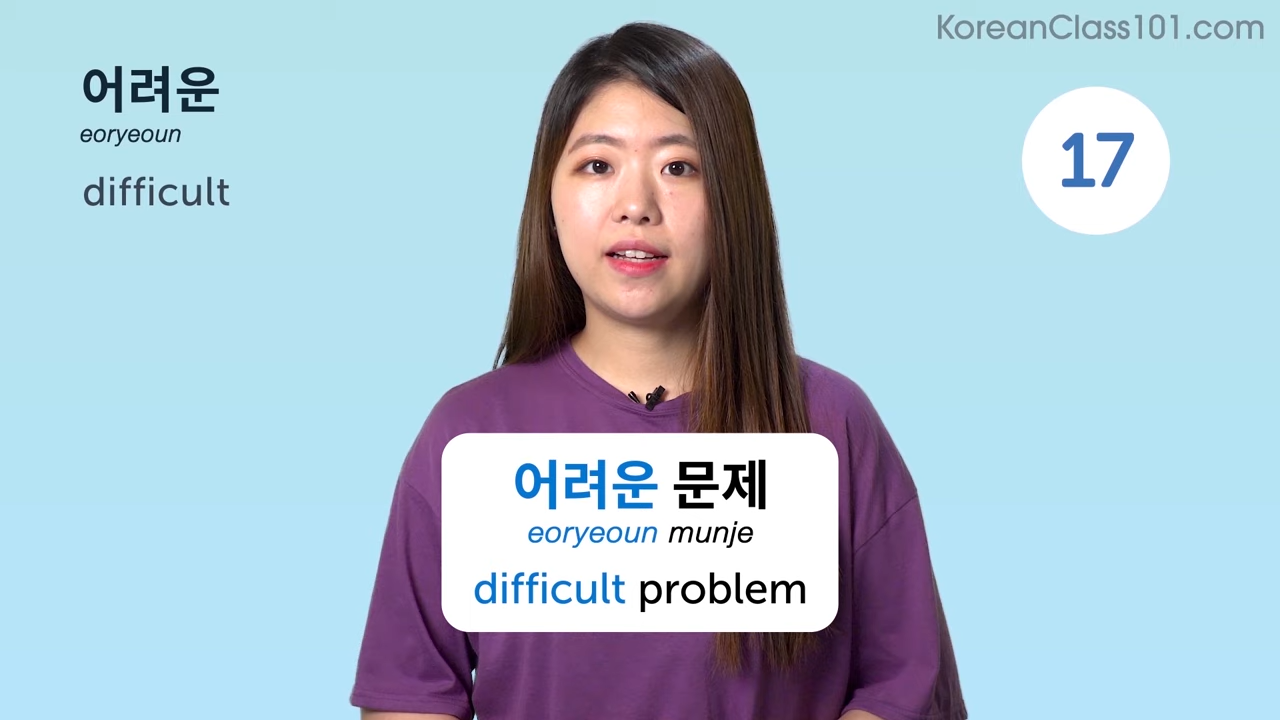 KoreanClass101.com
어려운
eoryeoun
difficult
17
어려운 문제
eoryeoun munje
difficult problem